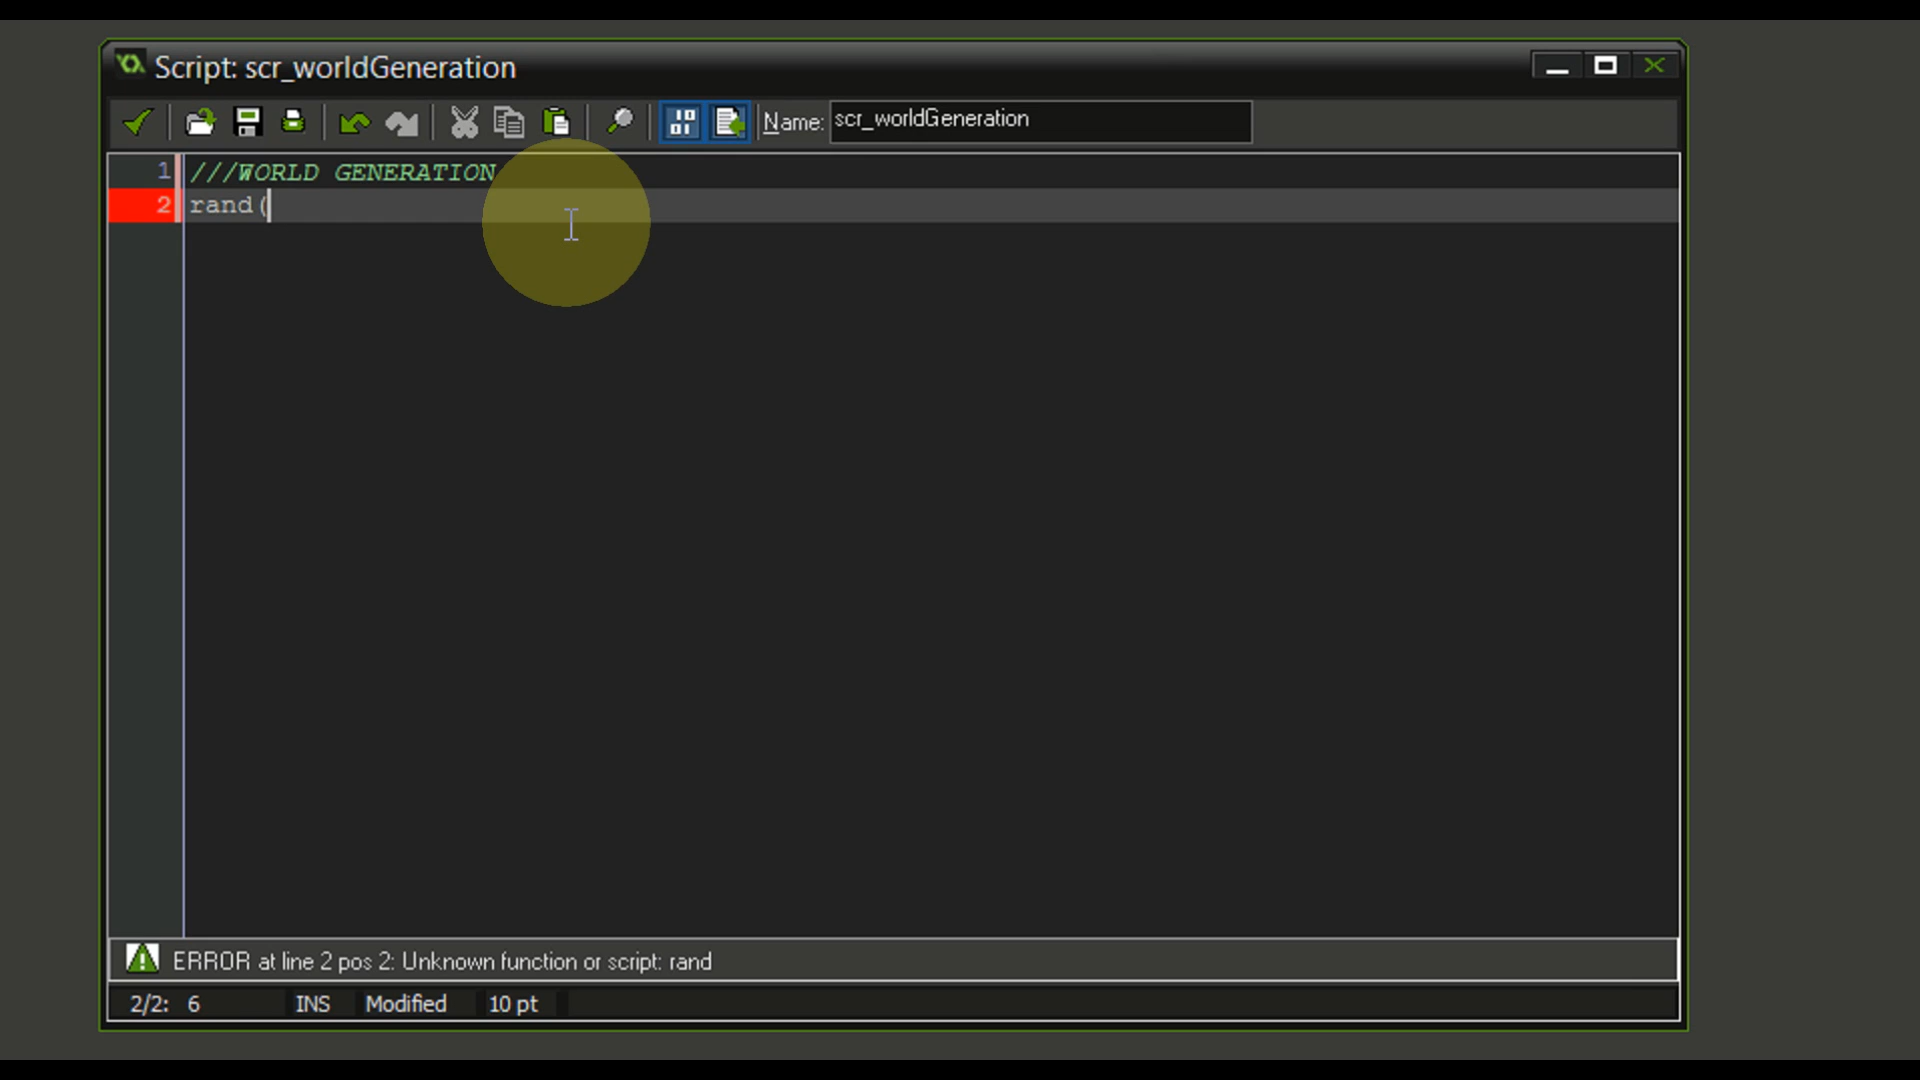 Script: scr_worldGeneration
Name: scr_worldGeneration
1 ///WORLD GENERATION
2 rand(
ERROR at line 2 pos 2: Unknown function or script: rand
2/2: 6 INS Modified 10 pt